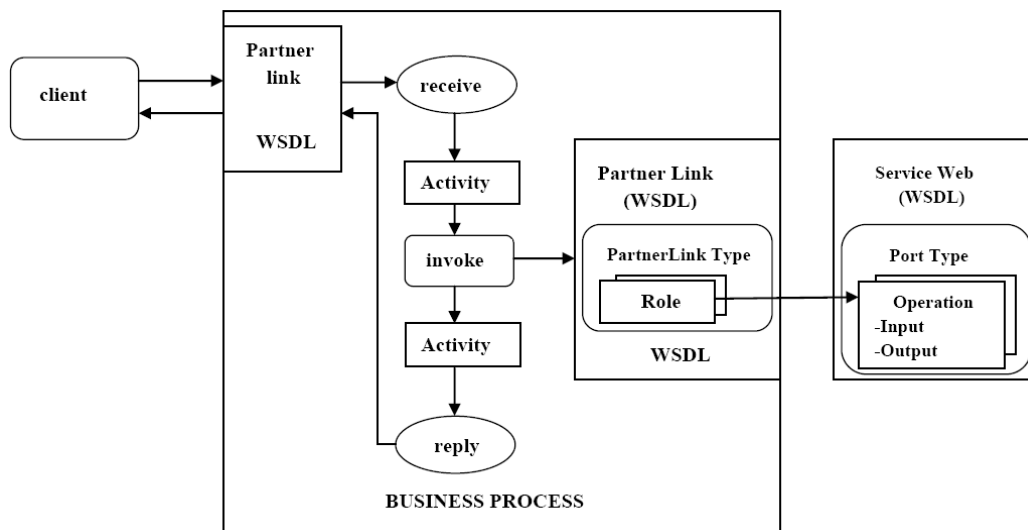 client
Partner
link
WSDL
receive
Activity
invoke
Activity
reply
BUSINESS PROCESS
Partner Link
(WSDL)
PartnerLink Type
Role
WSDL
Service Web
(WSDL)
Port Type
Operation
-Input
-Output